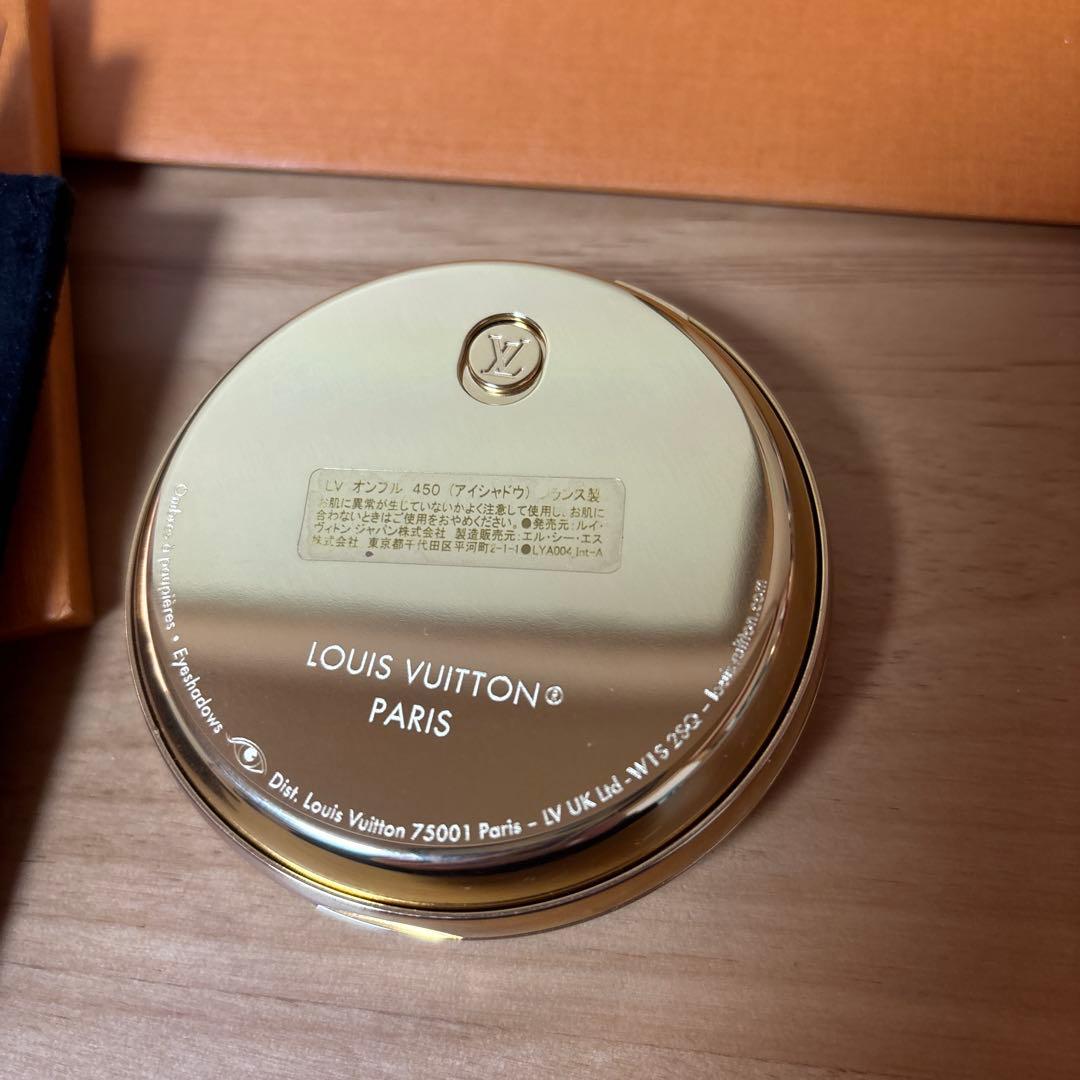 LV
LV オンブル 450 (アイシャドウ) フランス製
お肌に異常が生じていないかよく注意して使用し、お肌に
合わないときはご使用をおやめください。●発売元:ルイ・
ヴィトン ジャパン株式会社 製造販売元:エル・シー・エス
株式会社 東京都千代田区平河町2-1-1●LYA004 Int-A
LOUIS VUITTON®
PARIS
Ombres à paupières • Eyeshadows Dist. Louis Vuitton 75001 Paris – LV UK Ltd -W1S 2SQ – louisvuitton.com